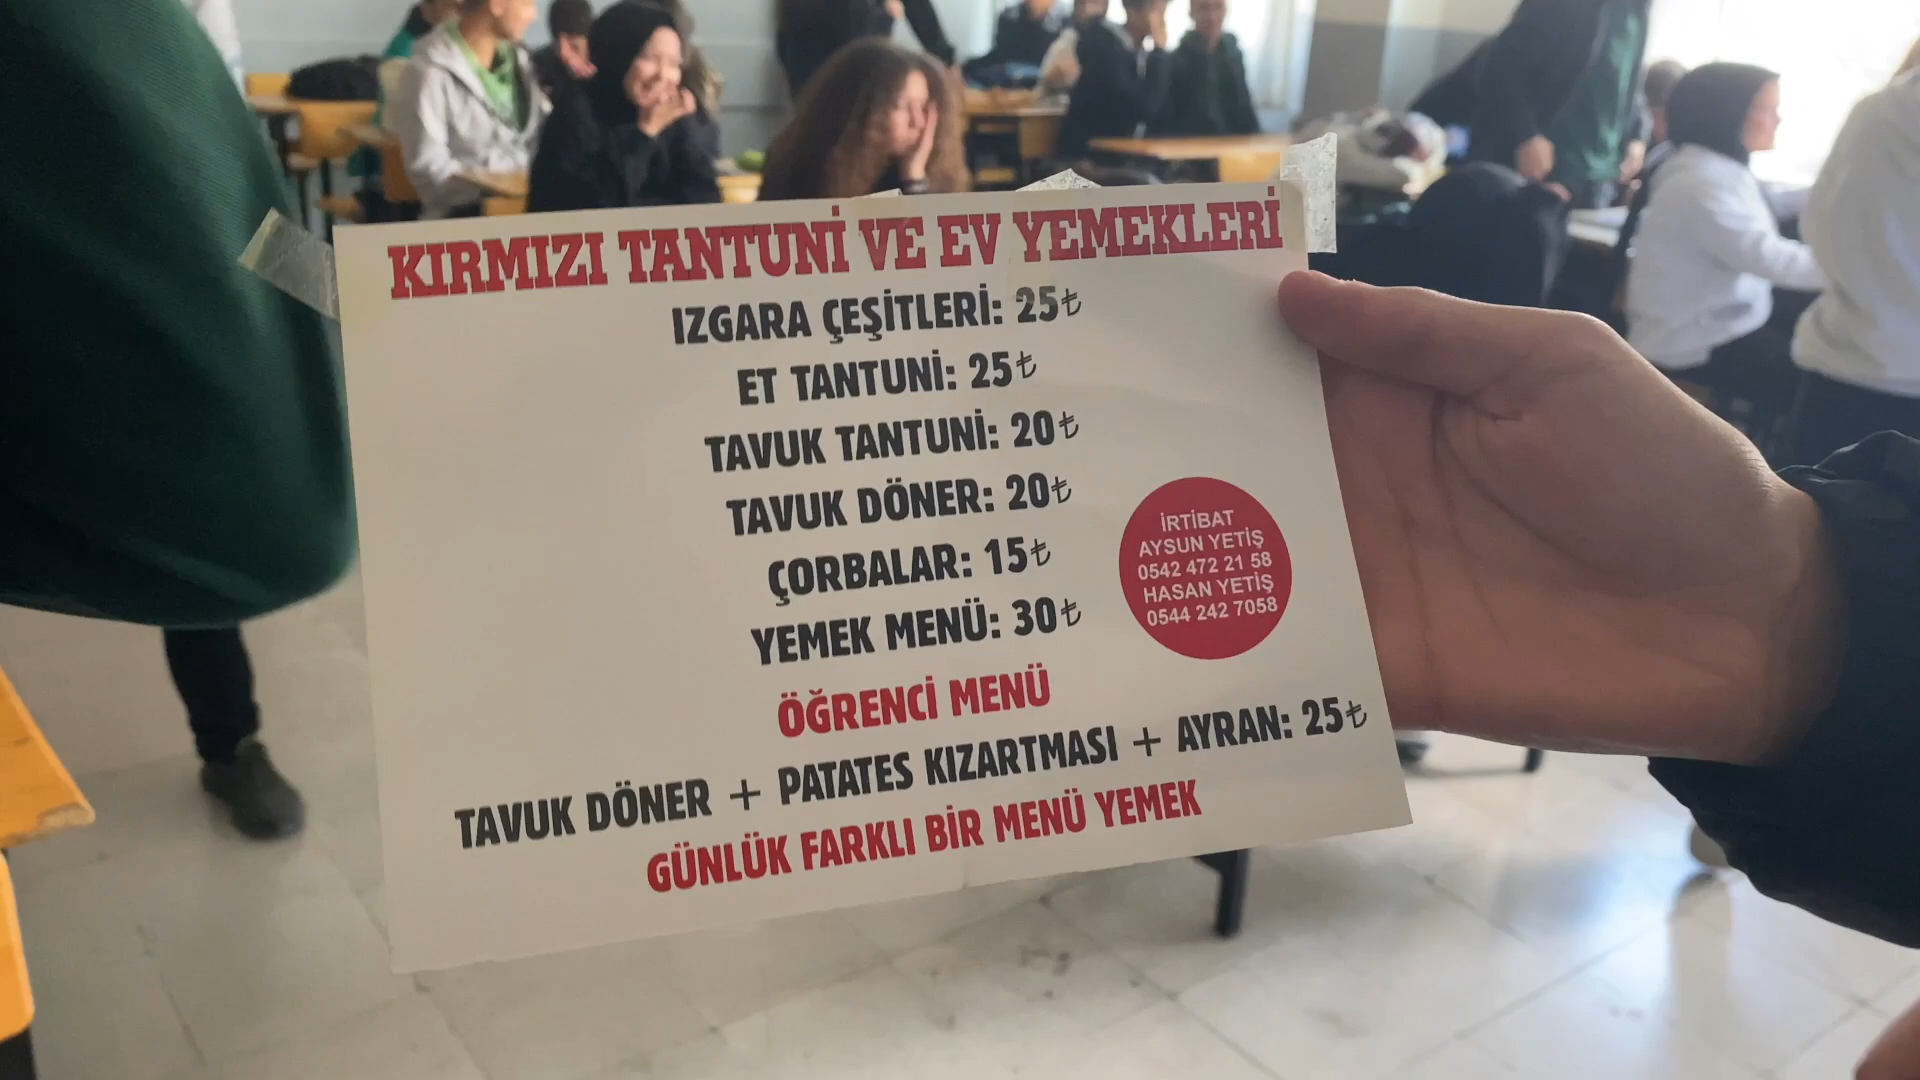 KIRMIZI TANTUNİ VE EV YEMEKLERİ
IZGARA ÇEŞİTLERİ: 25₺
ET TANTUNİ: 25₺
TAVUK TANTUNİ: 20₺
TAVUK DÖNER: 20₺
ÇORBALAR: 15₺
YEMEK MENÜ: 30₺
ÖĞRENCİ MENÜ
TAVUK DÖNER + PATATES KIZARTMASI + AYRAN: 25₺
GÜNLÜK FARKLI BİR MENÜ YEMEK
İRTİBAT
AYSUN YETİŞ
0542 472 21 58
HASAN YETİŞ
0544 242 7058